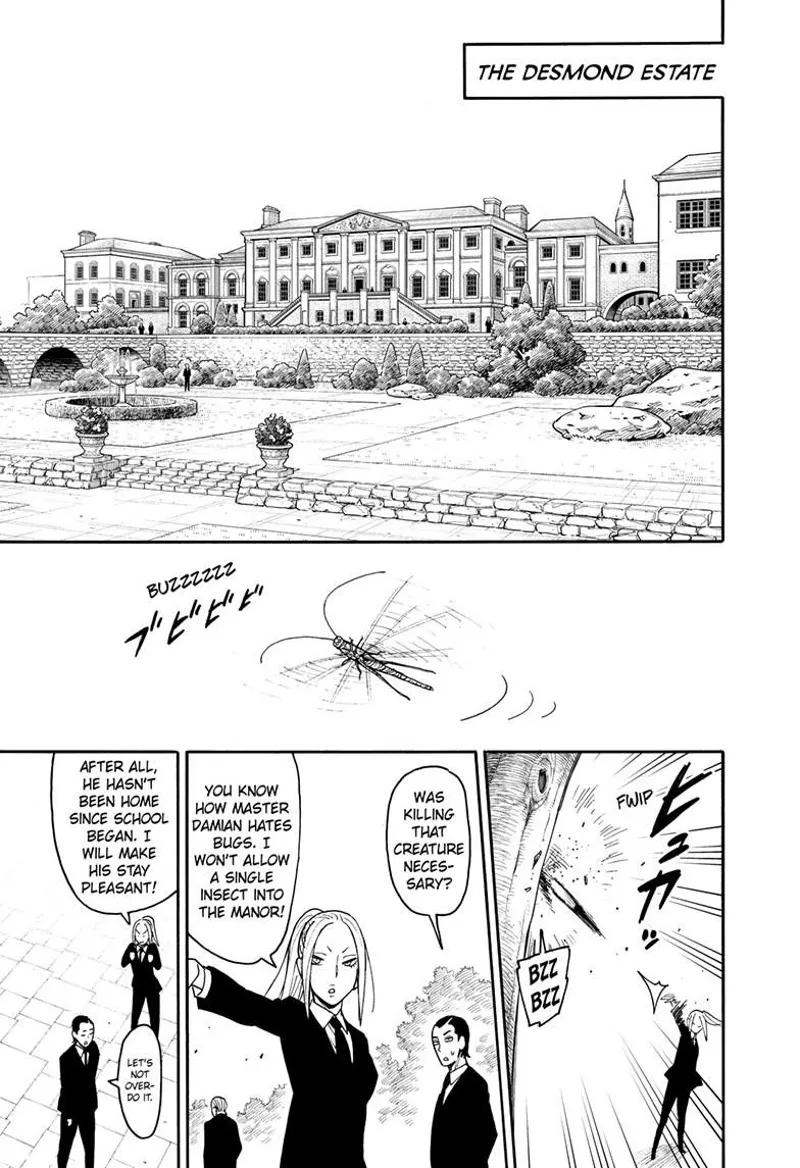 THE DESMOND ESTATE
BUZZZZZZ
ブビビビビ
FWIP
ヒュカッ
BZZ
BZZ
WAS
KILLING
THAT
CREATURE
NECES-
SARY?
YOU KNOW
HOW MASTER
DAMIAN HATES
BUGS. I
WON'T ALLOW
A SINGLE
INSECT INTO
THE MANOR!
AFTER ALL,
HE HASN'T
BEEN HOME
SINCE SCHOOL
BEGAN. I
WILL MAKE
HIS STAY
PLEASANT!
LET'S
NOT
OVER-
DO IT.